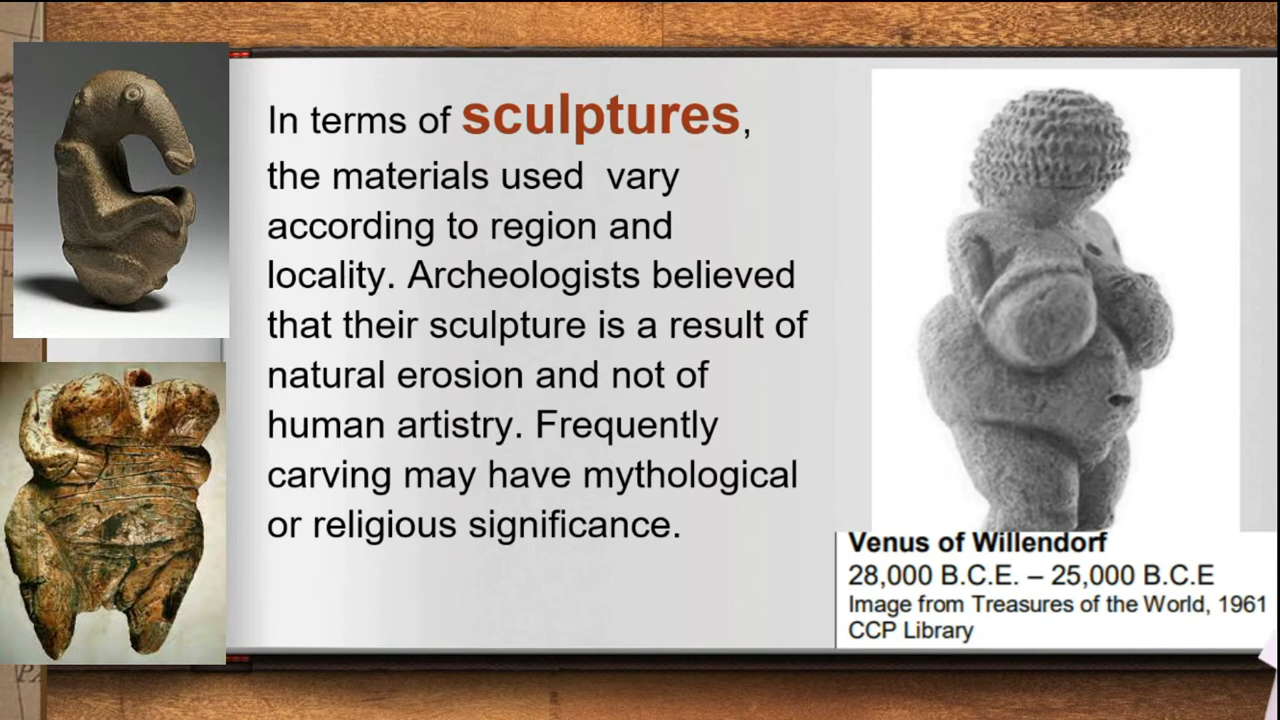 In terms of sculptures,
the materials used vary
according to region and
locality. Archeologists believed
that their sculpture is a result of
natural erosion and not of
human artistry. Frequently
carving may have mythological
or religious significance.
Venus of Willendorf
28,000 B.C.E. – 25,000 B.C.E
Image from Treasures of the World, 1961
CCP Library